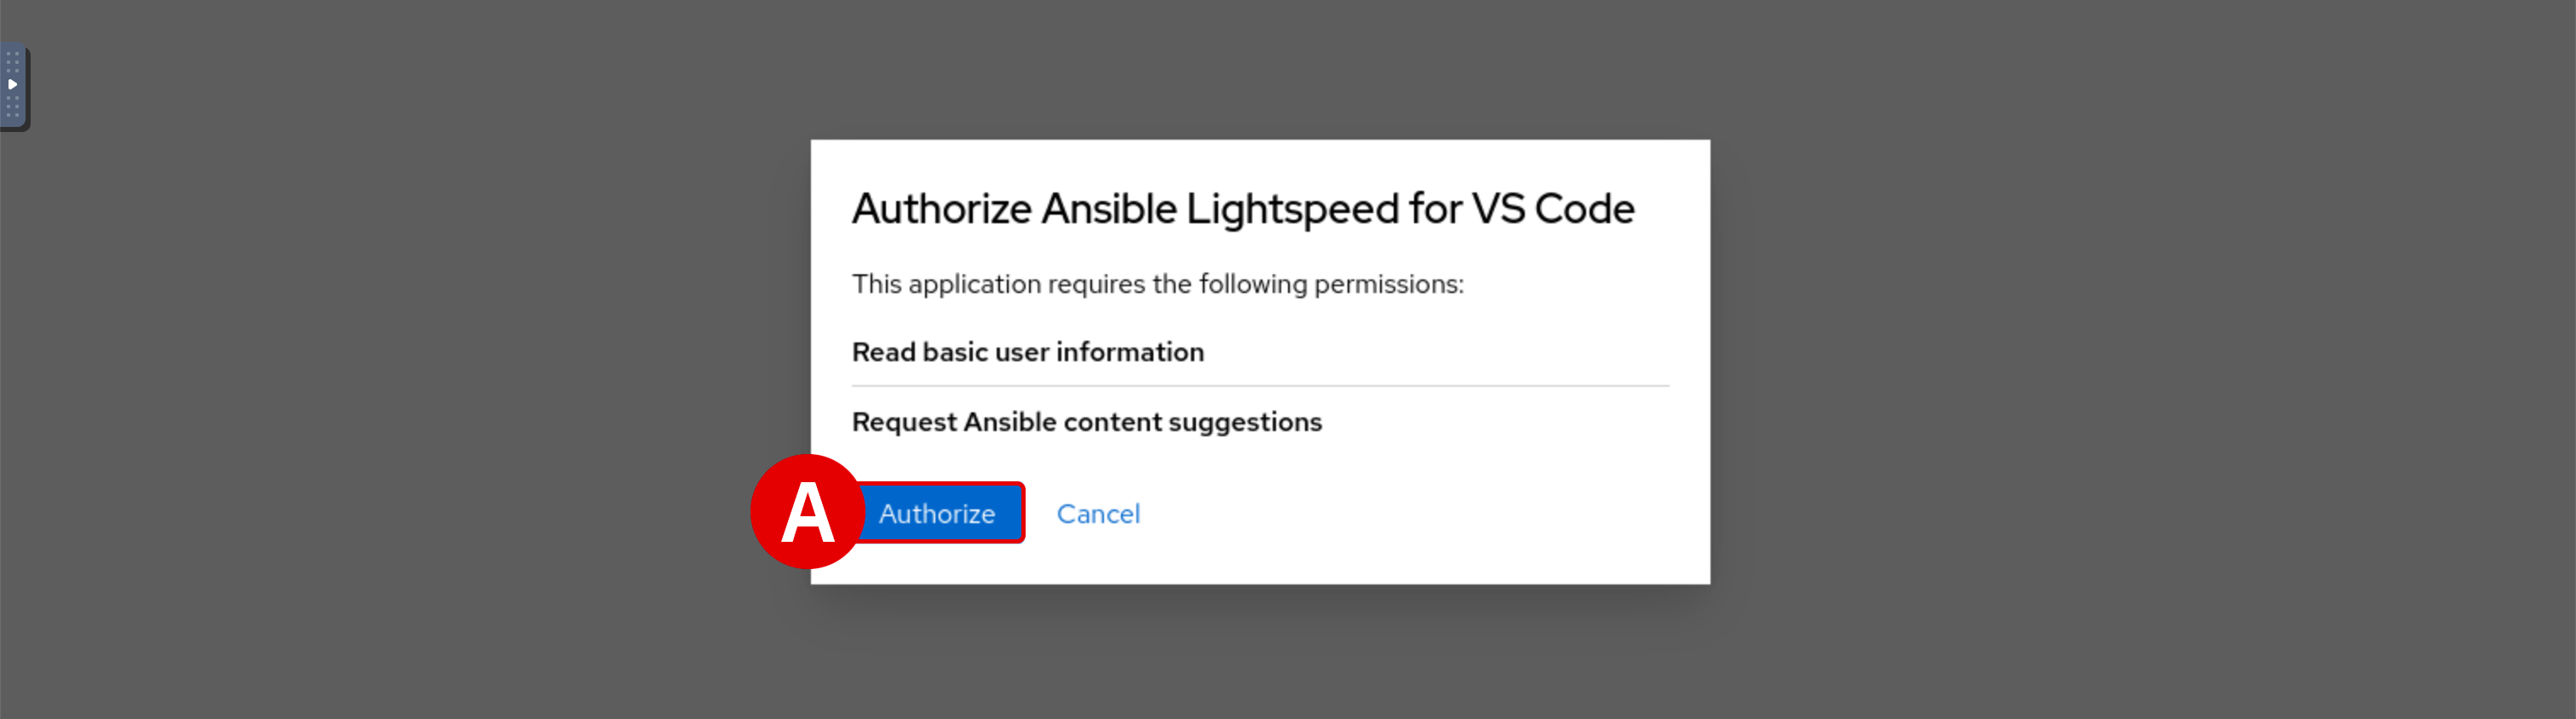 Authorize Ansible Lightspeed for VS Code
This application requires the following permissions:
Read basic user information
Request Ansible content suggestions
A Authorize Cancel